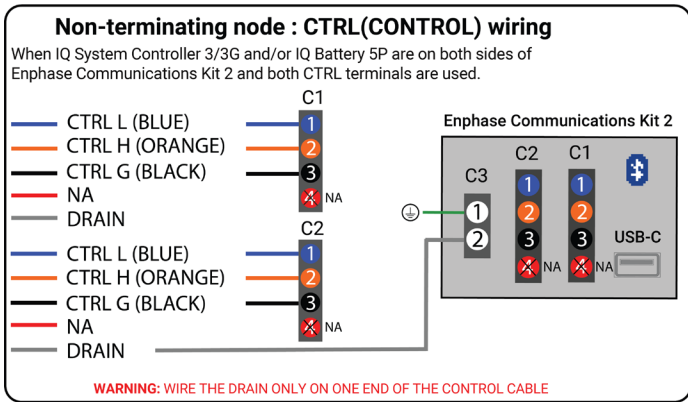 Non-terminating node : CTRL(CONTROL) wiring
When IQ System Controller 3/3G and/or IQ Battery 5P are on both sides of
Enphase Communications Kit 2 and both CTRL terminals are used.
C1
CTRL L (BLUE)
1
CTRL H (ORANGE)
2
CTRL G (BLACK)
3
NA
4
NA
DRAIN
C2
CTRL L (BLUE)
1
CTRL H (ORANGE)
2
CTRL G (BLACK)
3
NA
4
NA
DRAIN
Enphase Communications Kit 2
C3
C2
C1
1
2
1
2
3
4
NA
1
2
3
4
NA
USB-C
WARNING: WIRE THE DRAIN ONLY ON ONE END OF THE CONTROL CABLE